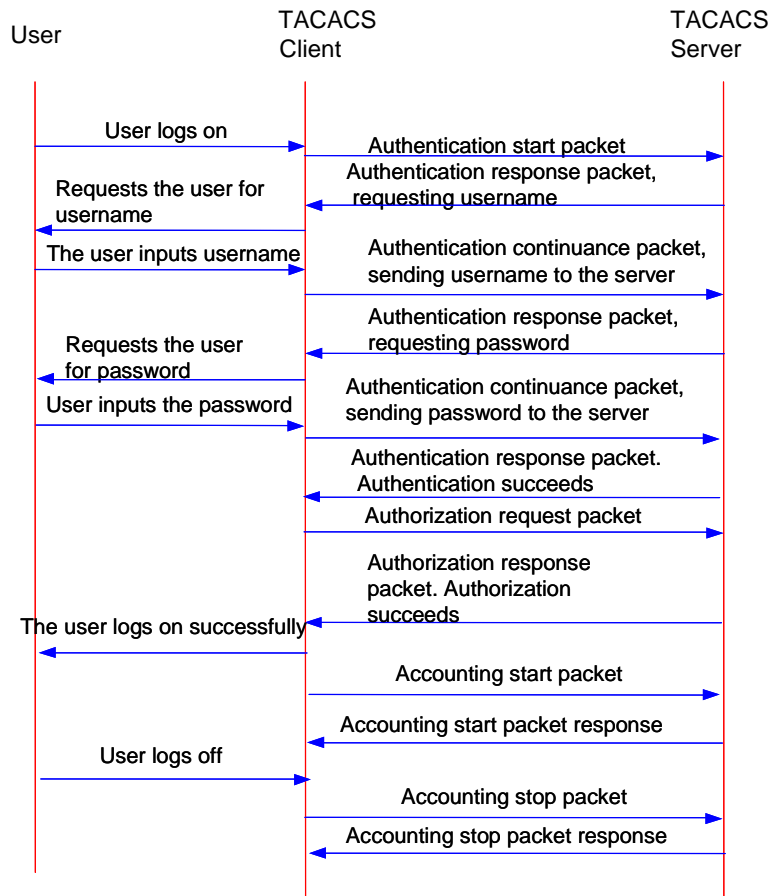 User
TACACS
Client
TACACS
Server
User logs on
Authentication start packet
Authentication response packet,
requesting username
Requests the user for
username
The user inputs username
Authentication continuance packet,
sending username to the server
Authentication response packet,
requesting password
Requests the user
for password
User inputs the password
Authentication continuance packet,
sending password to the server
Authentication response packet.
Authentication succeeds
Authorization request packet
Authorization response
packet. Authorization
succeeds
The user logs on successfully
Accounting start packet
Accounting start packet response
User logs off
Accounting stop packet
Accounting stop packet response